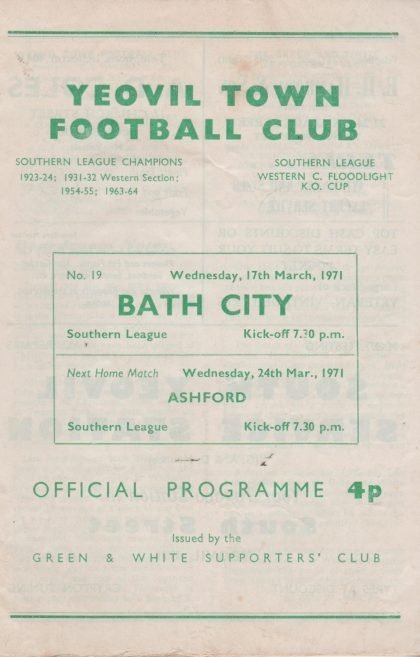 YEOVIL TOWN
FOOTBALL CLUB
SOUTHERN LEAGUE CHAMPIONS
1923-24; 1931-32 Western Section;
1954-55; 1963-64
SOUTHERN LEAGUE
WESTERN C. FLOODLIGHT
K.O. CUP
No. 19 Wednesday, 17th March, 1971
BATH CITY
Southern League Kick-off 7.30 p.m.
Next Home Match Wednesday, 24th Mar., 1971
ASHFORD
Southern League Kick-off 7.30 p.m.
OFFICIAL PROGRAMME 4p
Issued by the
GREEN & WHITE SUPPORTERS' CLUB